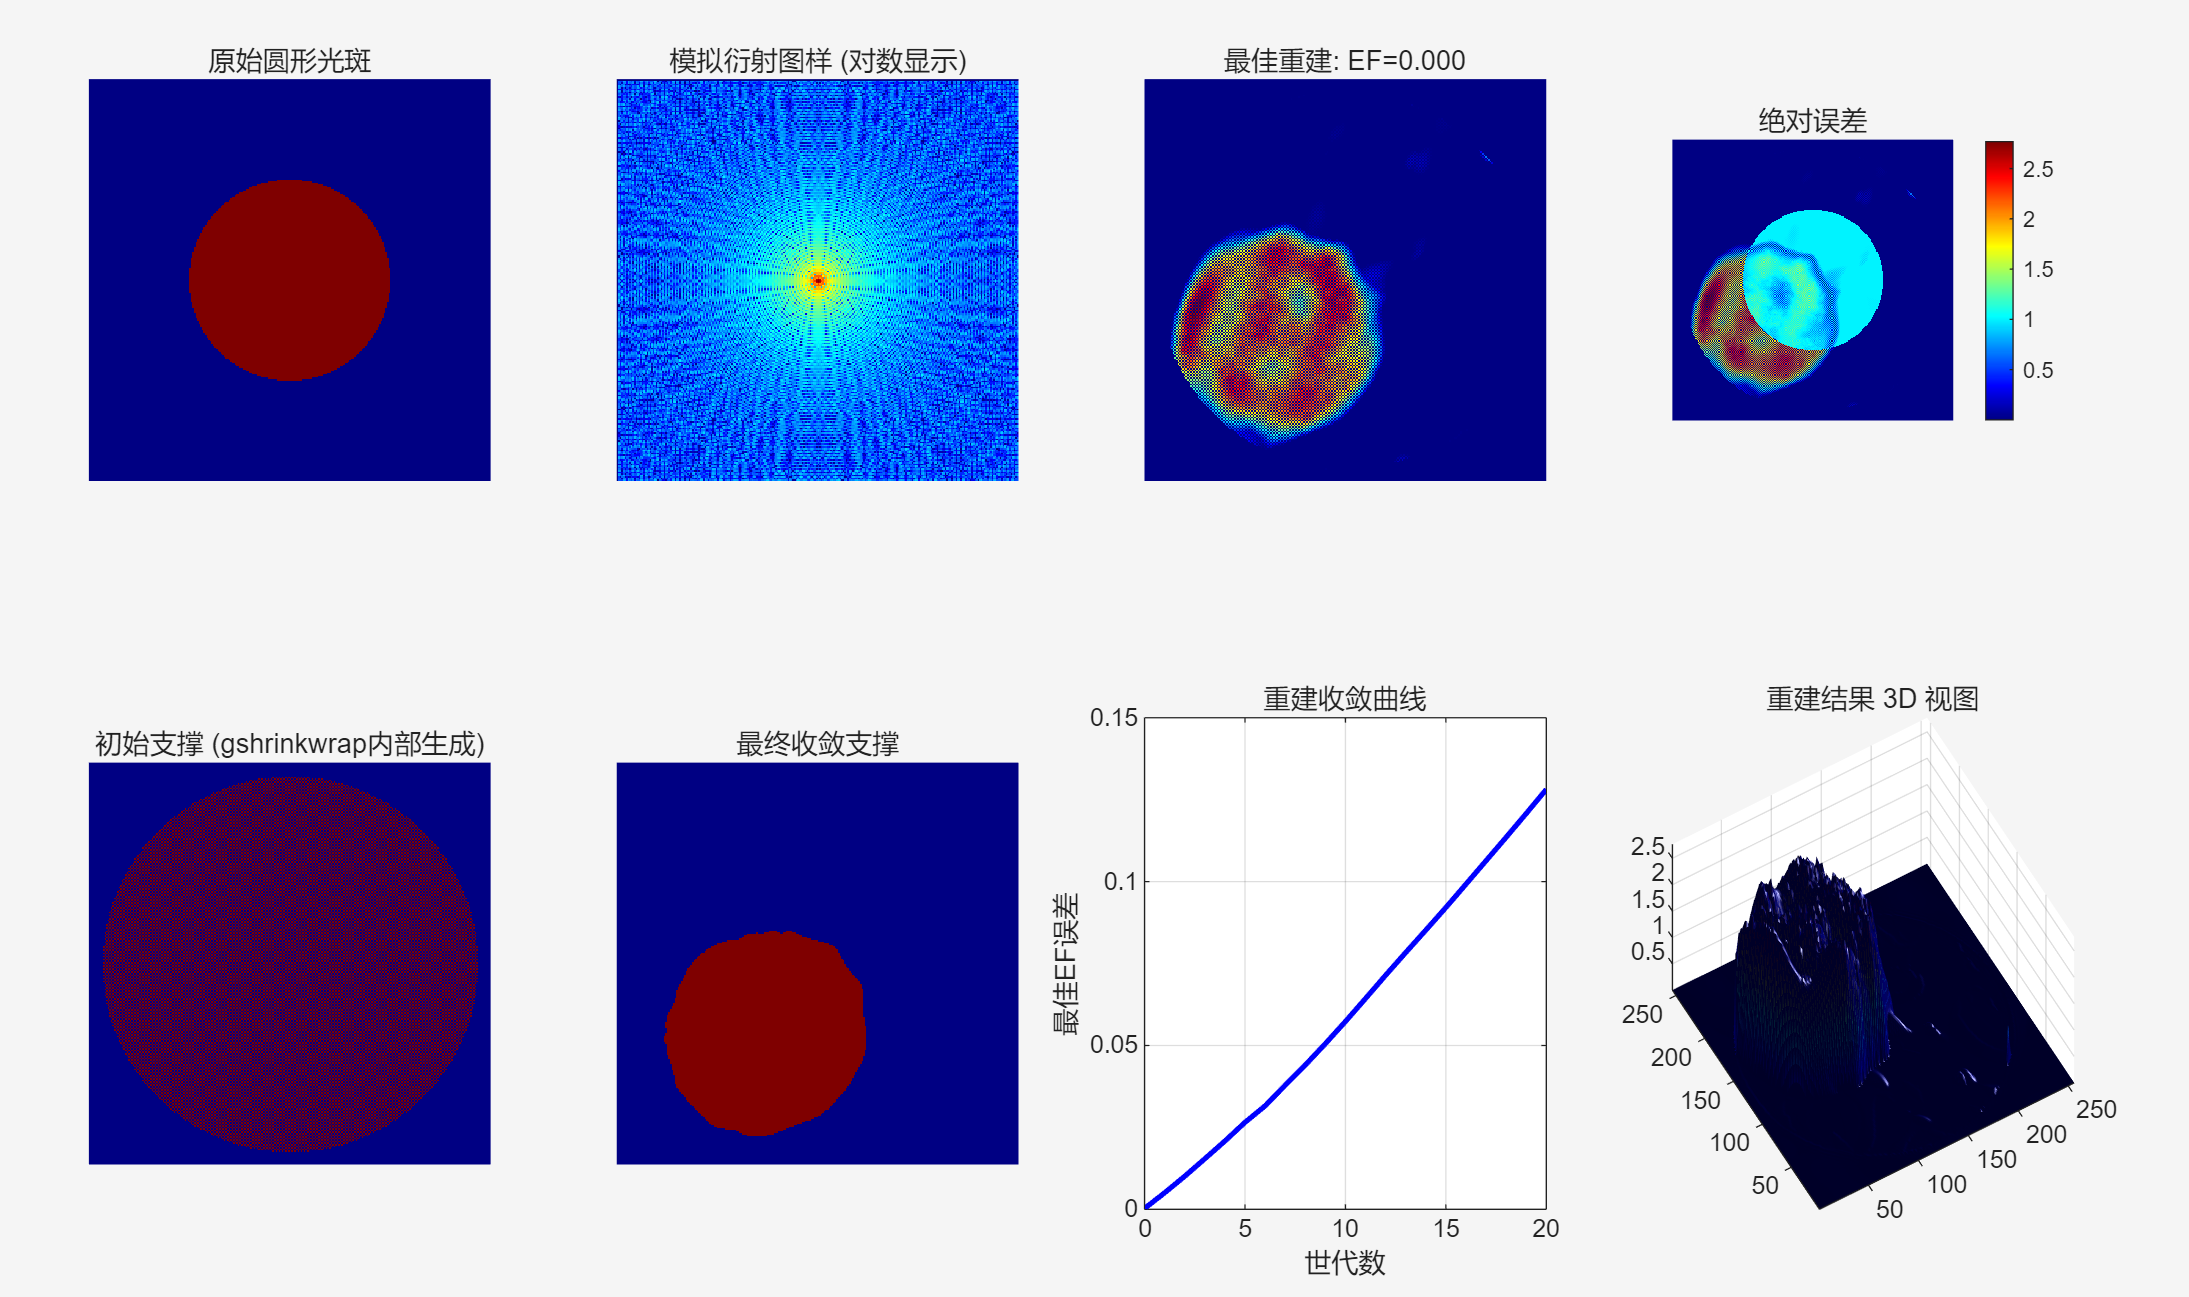 原始圆形光斑
模拟衍射图样 (对数显示)
最佳重建: EF=0.000
绝对误差
2.5
2
1.5
1
0.5
初始支撑 (gshrinkwrap内部生成)
最终收敛支撑
重建收敛曲线
0.15
0.1
0.05
0
0 5 10 15 20
最佳EF误差
世代数
重建结果 3D 视图
2.5
2
1.5
1
0.5
250
200
150
100
50
50
100
150
200
250